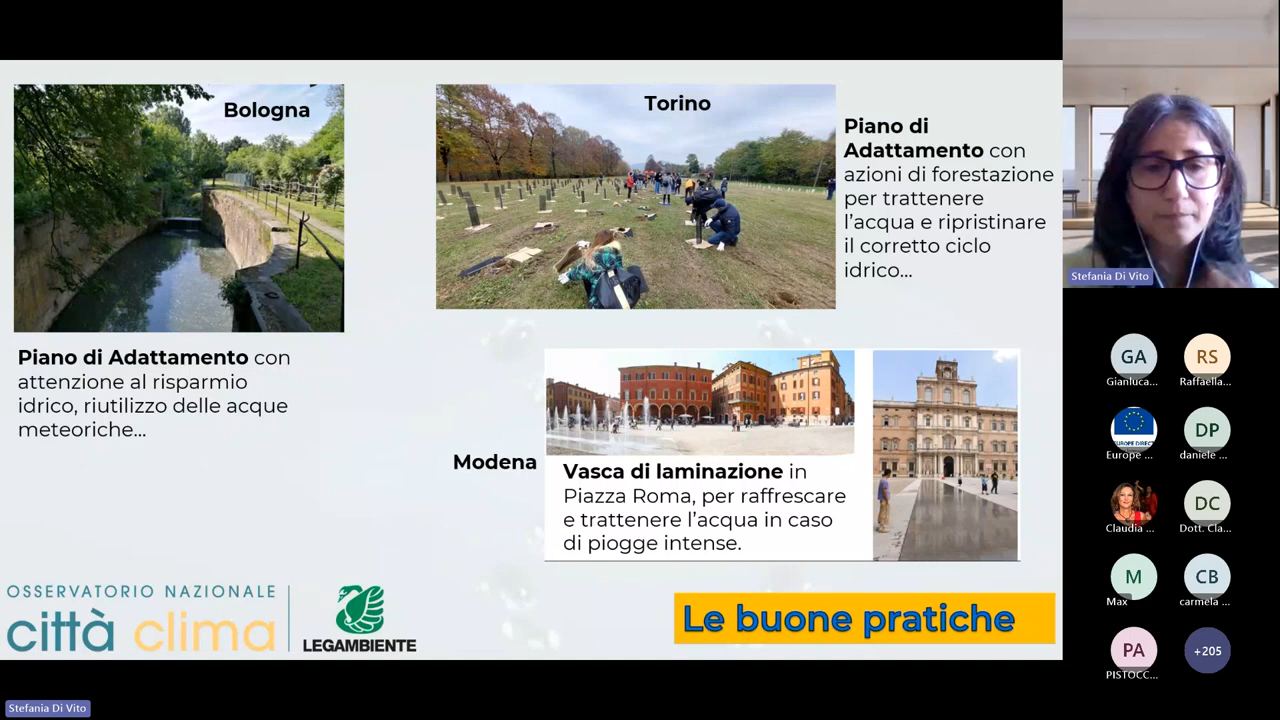 Bologna
Piano di Adattamento con
attenzione al risparmio
idrico, riutilizzo delle acque
meteoriche...
Torino
Piano di
Adattamento con
azioni di forestazione
per trattenere
l’acqua e ripristinare
il corretto ciclo
idrico...
Modena
Vasca di laminazione in
Piazza Roma, per raffrescare
e trattenere l’acqua in caso
di piogge intense.
OSSERVATORIO NAZIONALE
città clima
LEGAMBIENTE
Le buone pratiche
Stefania Di Vito
GA
Gianluca...
RS
Raffaella...
EUROPE DIRECT
Europe ...
DP
daniele ...
Claudia ...
DC
Dott. Cla...
M
Max
CB
carmela ...
PA
PISTOCC...
+205
Stefania Di Vito